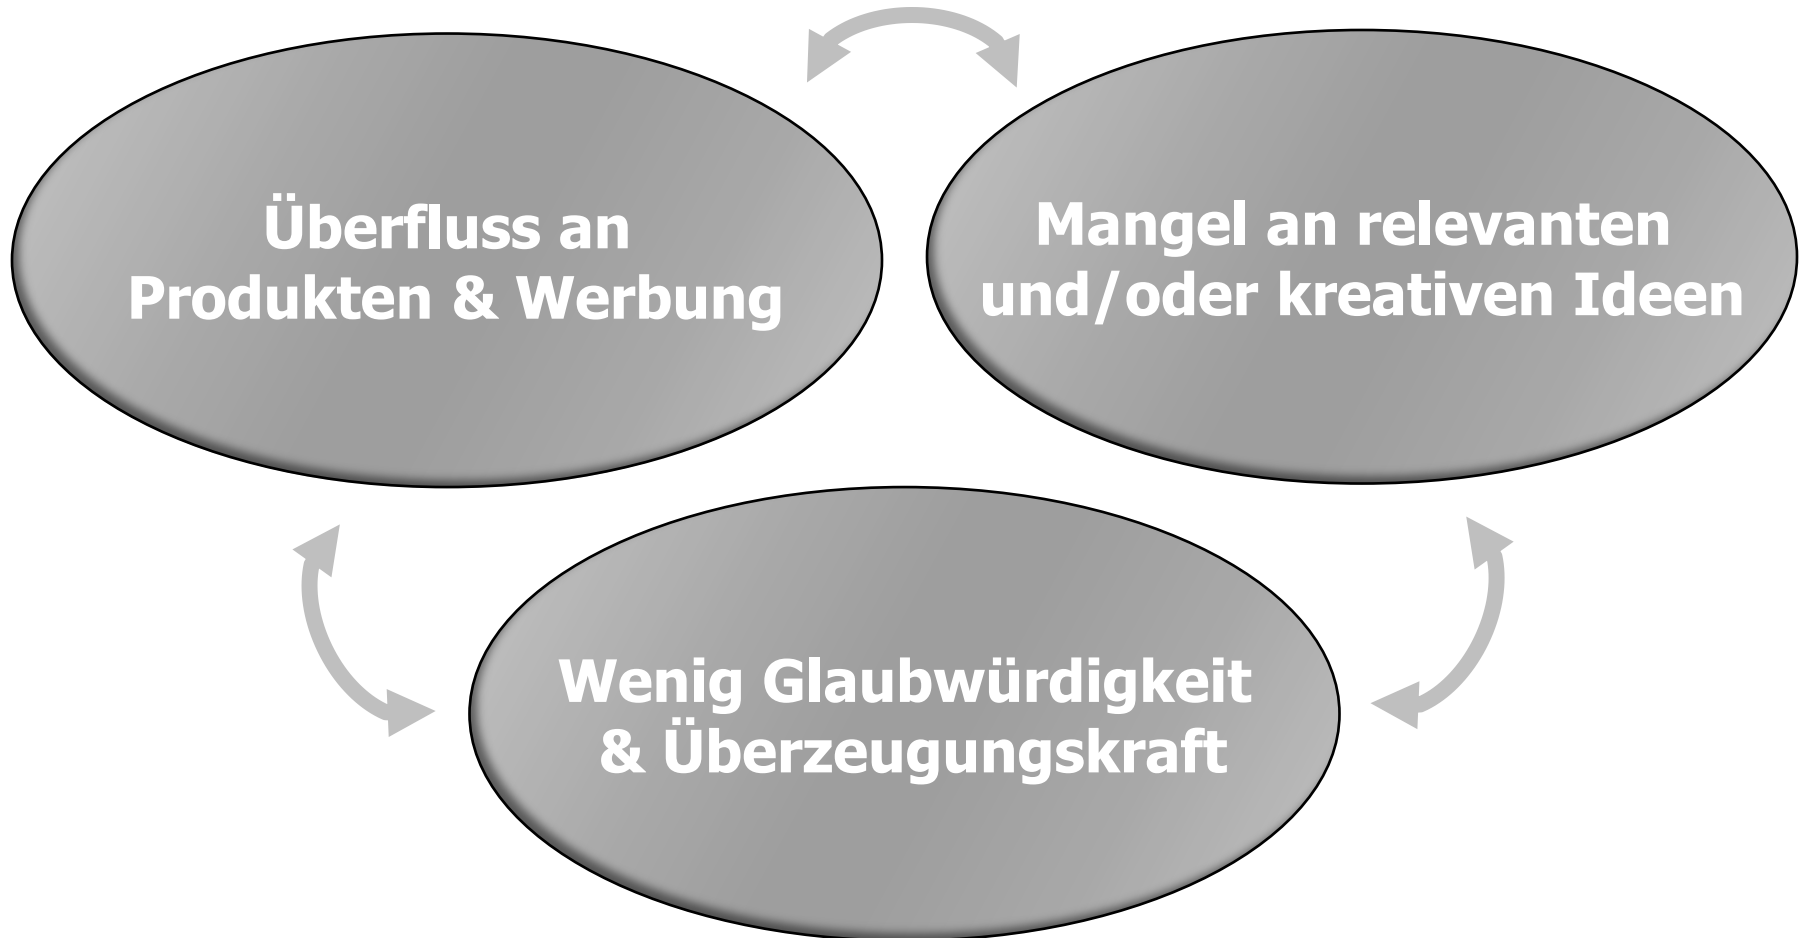 Überfluss an
Produkten & Werbung
Mangel an relevanten
und/oder kreativen Ideen
Wenig Glaubwürdigkeit
& Überzeugungskraft